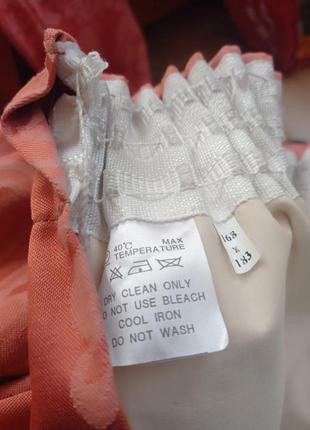 40°C MAX
TEMPERATURE
DRY CLEAN ONLY
DO NOT USE BLEACH
COOL IRON
DO NOT WASH
168
x
183